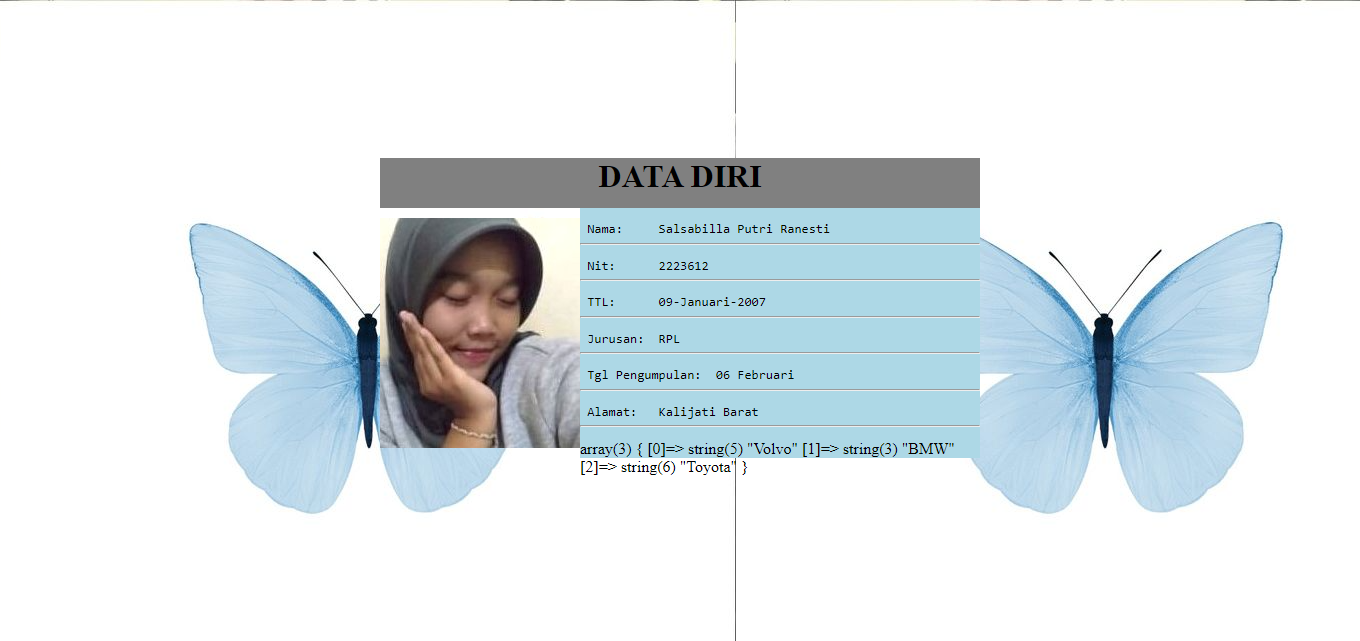 DATA DIRI
Nama: Salsabilla Putri Ranesti
Nit: 2223612
TTL: 09-Januari-2007
Jurusan: RPL
Tgl Pengumpulan: 06 Februari
Alamat: Kalijati Barat
array(3) { [0]=> string(5) "Volvo" [1]=> string(3) "BMW"
[2]=> string(6) "Toyota" }